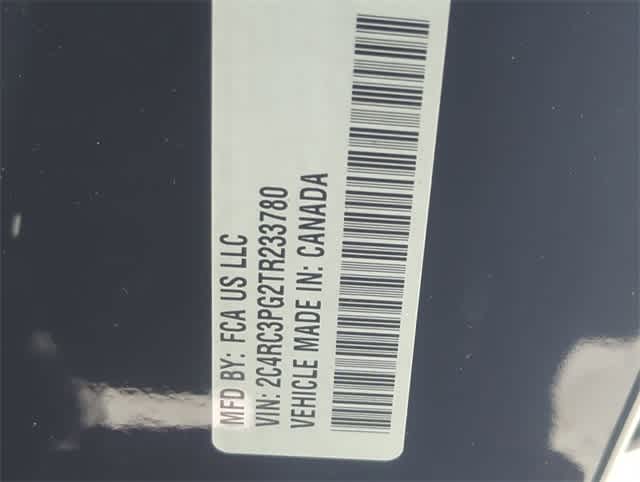 MFD BY: FCA US LLC
VIN: 2C4RC3PG2TR233780
VEHICLE MADE IN: CANADA